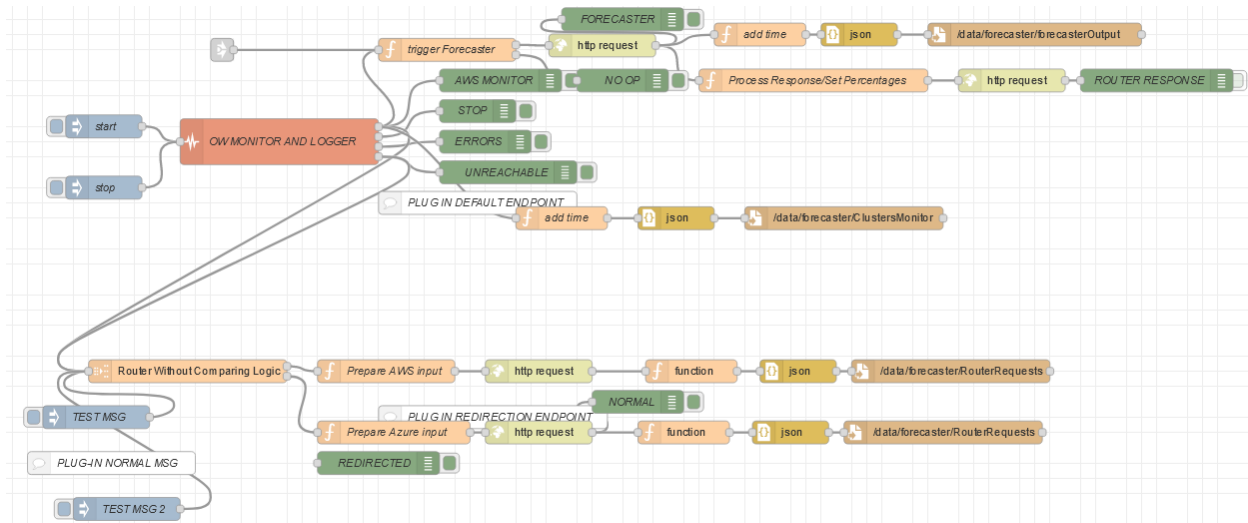 FORECASTER
add time
json
/data/forecaster/forecasterOutput
trigger Forecaster
http request
AWS MONITOR
NO OP
Process Response/Set Percentages
http request
ROUTER RESPONSE
STOP
start
OW MONITOR AND LOGGER
ERRORS
UNREACHABLE
stop
PLUG IN DEFAULT ENDPOINT
add time
json
/data/forecaster/ClustersMonitor
Router Without Comparing Logic
Prepare AWS input
http request
function
json
/data/forecaster/RouterRequests
NORMAL
TEST MSG
PLUG IN REDIRECTION ENDPOINT
Prepare Azure input
http request
function
json
/data/forecaster/RouterRequests
PLUG-IN NORMAL MSG
REDIRECTED
TEST MSG 2